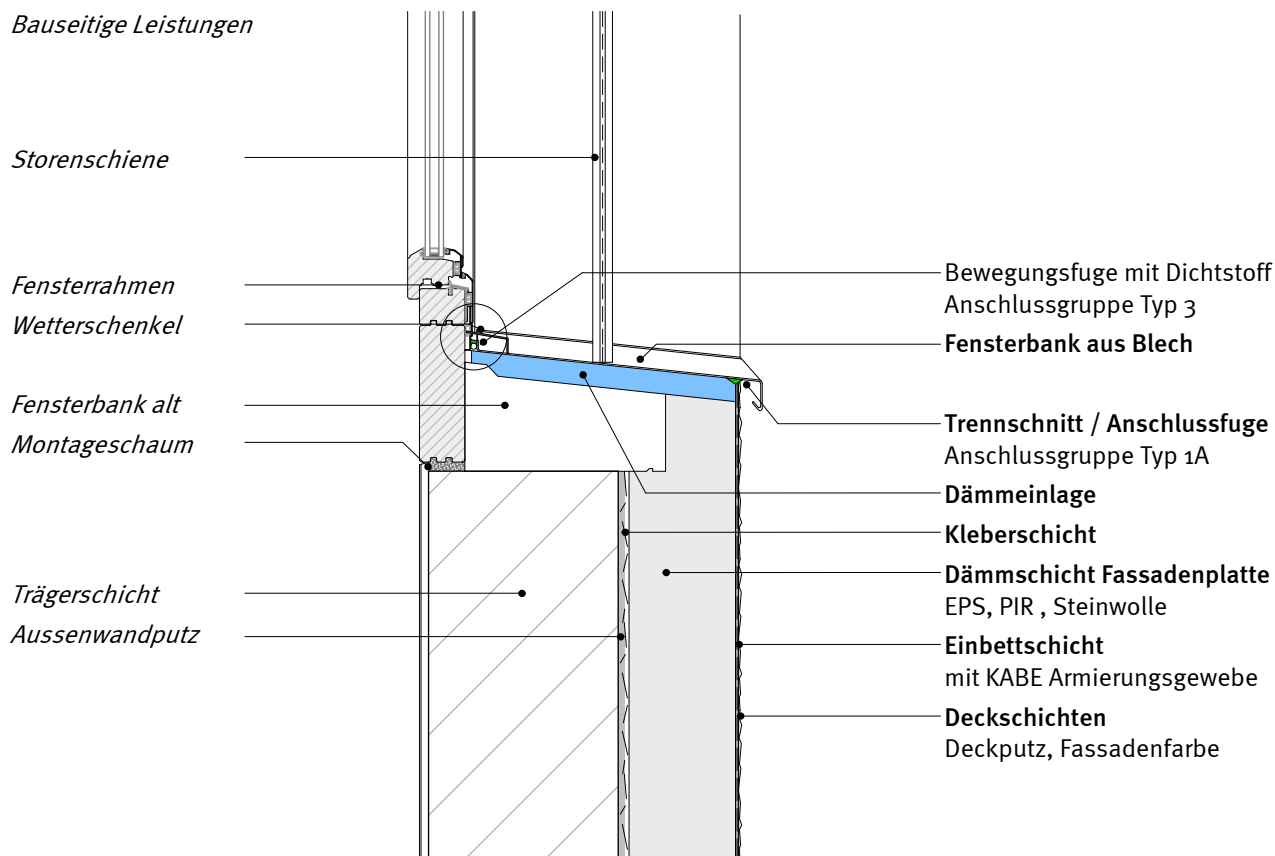 Bauseitige Leistungen
Storenschiene
Fensterrahmen
Wetterschenkel
Fensterbank alt
Montageschaum
Trägerschicht
Aussenwandputz
Bewegungsfuge mit Dichtstoff
Anschlussgruppe Typ 3
Fensterbank aus Blech
Trennschnitt / Anschlussfuge
Anschlussgruppe Typ 1A
Dämmeinlage
Kleberschicht
Dämmschicht Fassadenplatte
EPS, PIR , Steinwolle
Einbettschicht
mit KABE Armierungsgewebe
Deckschichten
Deckputz, Fassadenfarbe